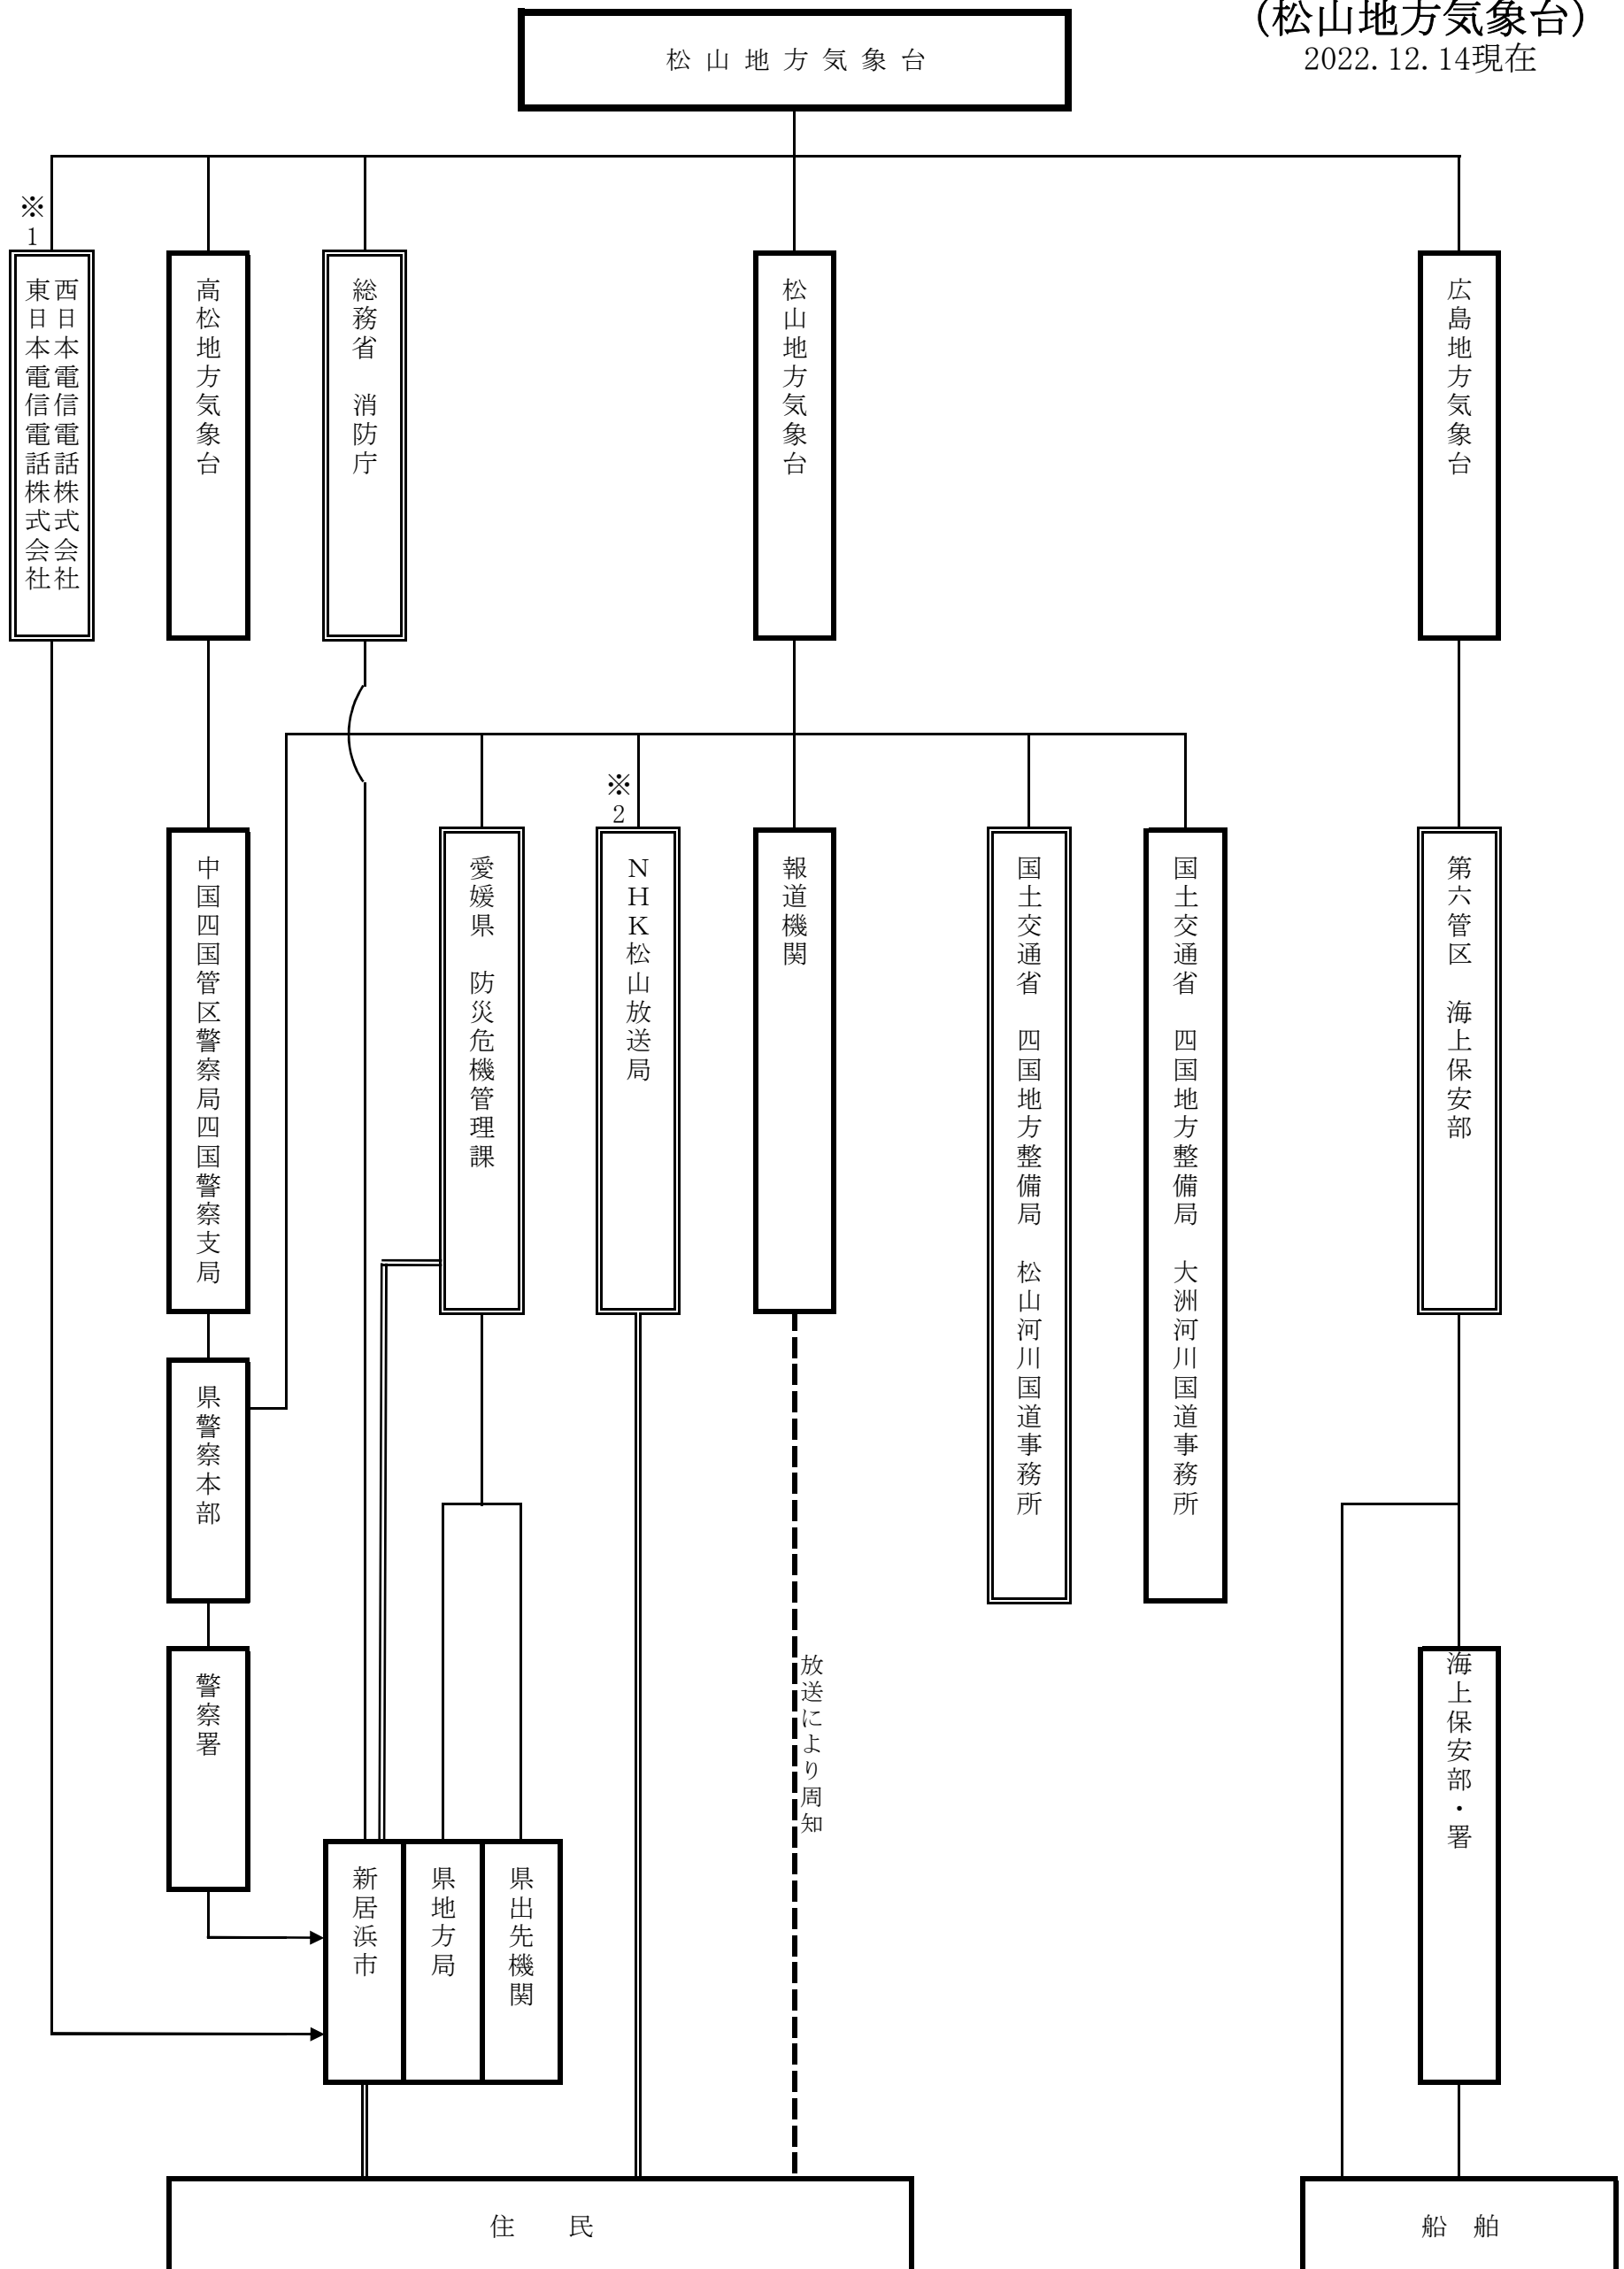 （松山地方気象台）
2022.12.14現在
松山地方気象台
※1
西日本電信電話株式会社
東日本電信電話株式会社
高松地方気象台
総務省　消防庁
松山地方気象台
広島地方気象台
※2
中国四国管区警察局四国警察支局
愛媛県　防災危機管理課
ＮＨＫ松山放送局
報道機関
国土交通省　四国地方整備局　松山河川国道事務所
国土交通省　四国地方整備局　大洲河川国道事務所
第六管区　海上保安部
県警察本部
警察署
放送により周知
海上保安部・署
新居浜市
県地方局
県出先機関
住　　民
船　舶